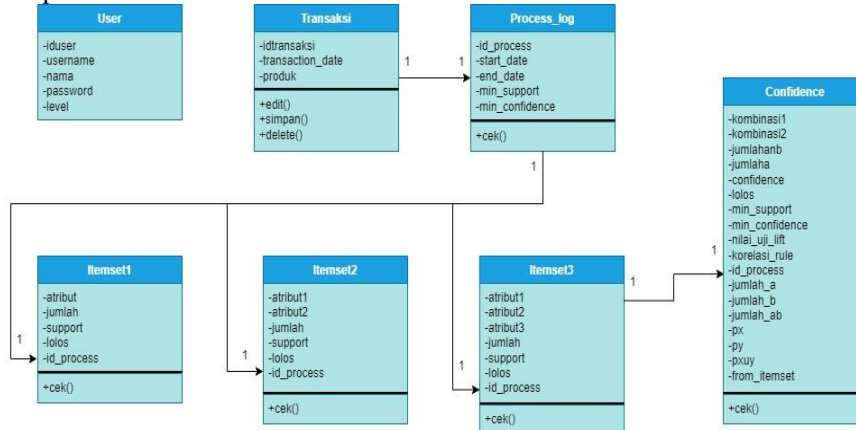 User
-iduser
-username
-nama
-password
-level
Transaksi
-idtransaksi
-transaction_date
-produk
+edit()
+simpan()
+delete()
1
1
Process_log
-id_process
-start_date
-end_date
-min_support
-min_confidence
+cek()
1
Confidence
-kombinasi1
-kombinasi2
-jumlahanb
-jumlaha
-confidence
-lolos
-min_support
-min_confidence
-nilai_uji_lift
-korelasi_rule
-id_process
-jumlah_a
-jumlah_b
-jumlah_ab
-px
-py
-pxuy
-from_itemset
+cek()
Itemset1
-atribut
-jumlah
-support
-lolos
-id_process
+cek()
1
Itemset2
-atribut1
-atribut2
-jumlah
-support
-lolos
-id_process
+cek()
1
Itemset3
-atribut1
-atribut2
-atribut3
-jumlah
-support
-lolos
-id_process
+cek()
1
1
1